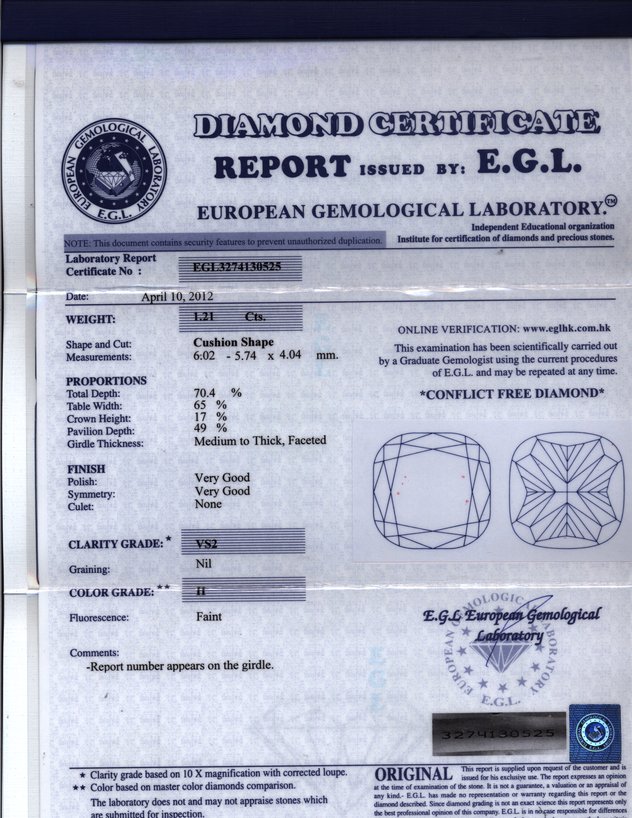 DIAMOND CERTIFICATE
REPORT ISSUED BY: E.G.L.
EUROPEAN GEMOLOGICAL LABORATORY.™
Independent Educational organization
Institute for certification of diamonds and precious stones.
EUROPEAN GEMOLOGICAL LABORATORY
E.G.L.
NOTE: This document contains security features to prevent unauthorized duplication.
Laboratory Report
Certificate No : EGL3274130525
Date: April 10, 2012
WEIGHT: 1.21 Cts.
Shape and Cut: Cushion Shape
Measurements: 6.02 - 5.74 x 4.04 mm.
PROPORTIONS
Total Depth: 70.4 %
Table Width: 65 %
Crown Height: 17 %
Pavilion Depth: 49 %
Girdle Thickness: Medium to Thick, Faceted
FINISH
Polish: Very Good
Symmetry: Very Good
Culet: None
CLARITY GRADE: * VS2
Graining: Nil
COLOR GRADE: ** H
Fluorescence: Faint
Comments:
-Report number appears on the girdle.
ONLINE VERIFICATION: www.eglhk.com.hk
This examination has been scientifically carried out
by a Graduate Gemologist using the current procedures
of E.G.L. and may be repeated at any time.
*CONFLICT FREE DIAMOND*
E.G.L European Gemological
Laboratory
EUROPEAN GEMOLOGICAL LABORATORY
E.G.L.
3274130525
* Clarity grade based on 10 X magnification with corrected loupe.
** Color based on master color diamonds comparison.
The laboratory does not and may not appraise stones which
are submitted for inspection.
ORIGINAL This report is supplied upon request of the customer and is
issued for his exclusive use. The report expresses an opinion
at the time of examination of the stone. It is not a guarantee, a valuation or an appraisal of
any kind.- E.G.L. has made no representation or warranty regarding this report or the
diamond described. Since diamond grading is not an exact science this report represents only
the best professional opinion of this company. E.G.L. is in no case responsible for differences